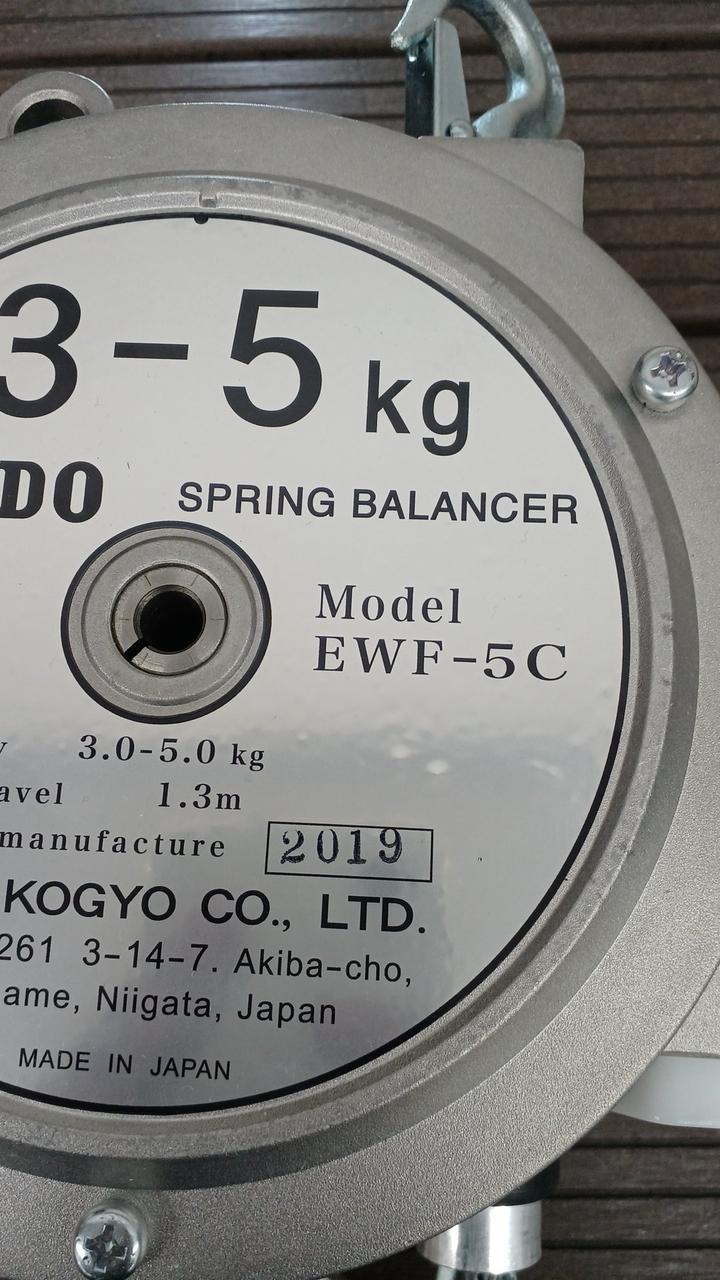 3-5 kg
DO SPRING BALANCER
Model
EWF-5C
3.0-5.0 kg
avel 1.3m
manufacture 2019
KOGYO CO., LTD.
261 3-14-7. Akiba-cho,
ame, Niigata, Japan
MADE IN JAPAN